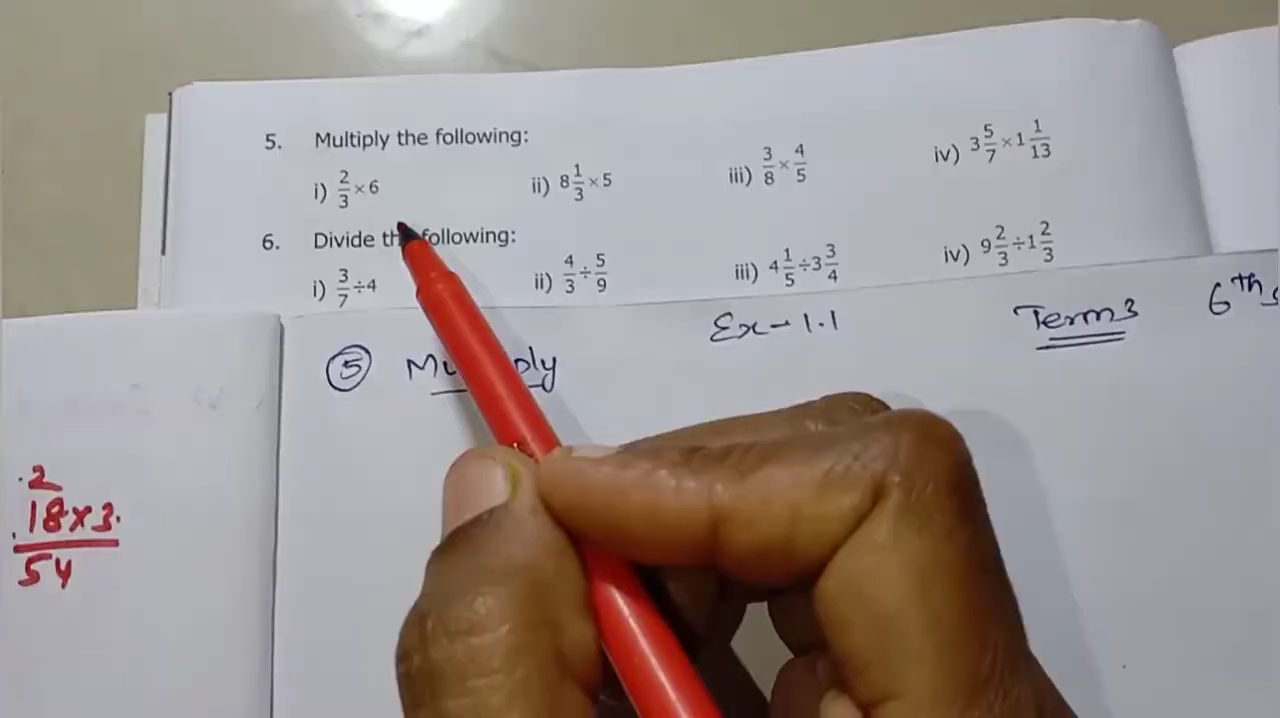 5. Multiply the following:
i) 2/3 × 6 ii) 8 1/3 × 5 iii) 3/8 × 4/5 iv) 3 5/7 × 1 1/13
6. Divide the following:
i) 3/7 ÷ 4 ii) 4/3 ÷ 5/9 iii) 4 1/5 ÷ 3 3/4 iv) 9 2/3 ÷ 1 2/3
Ex - 1.1 Term 3 6th
5 Multiply
2
18 × 3
54